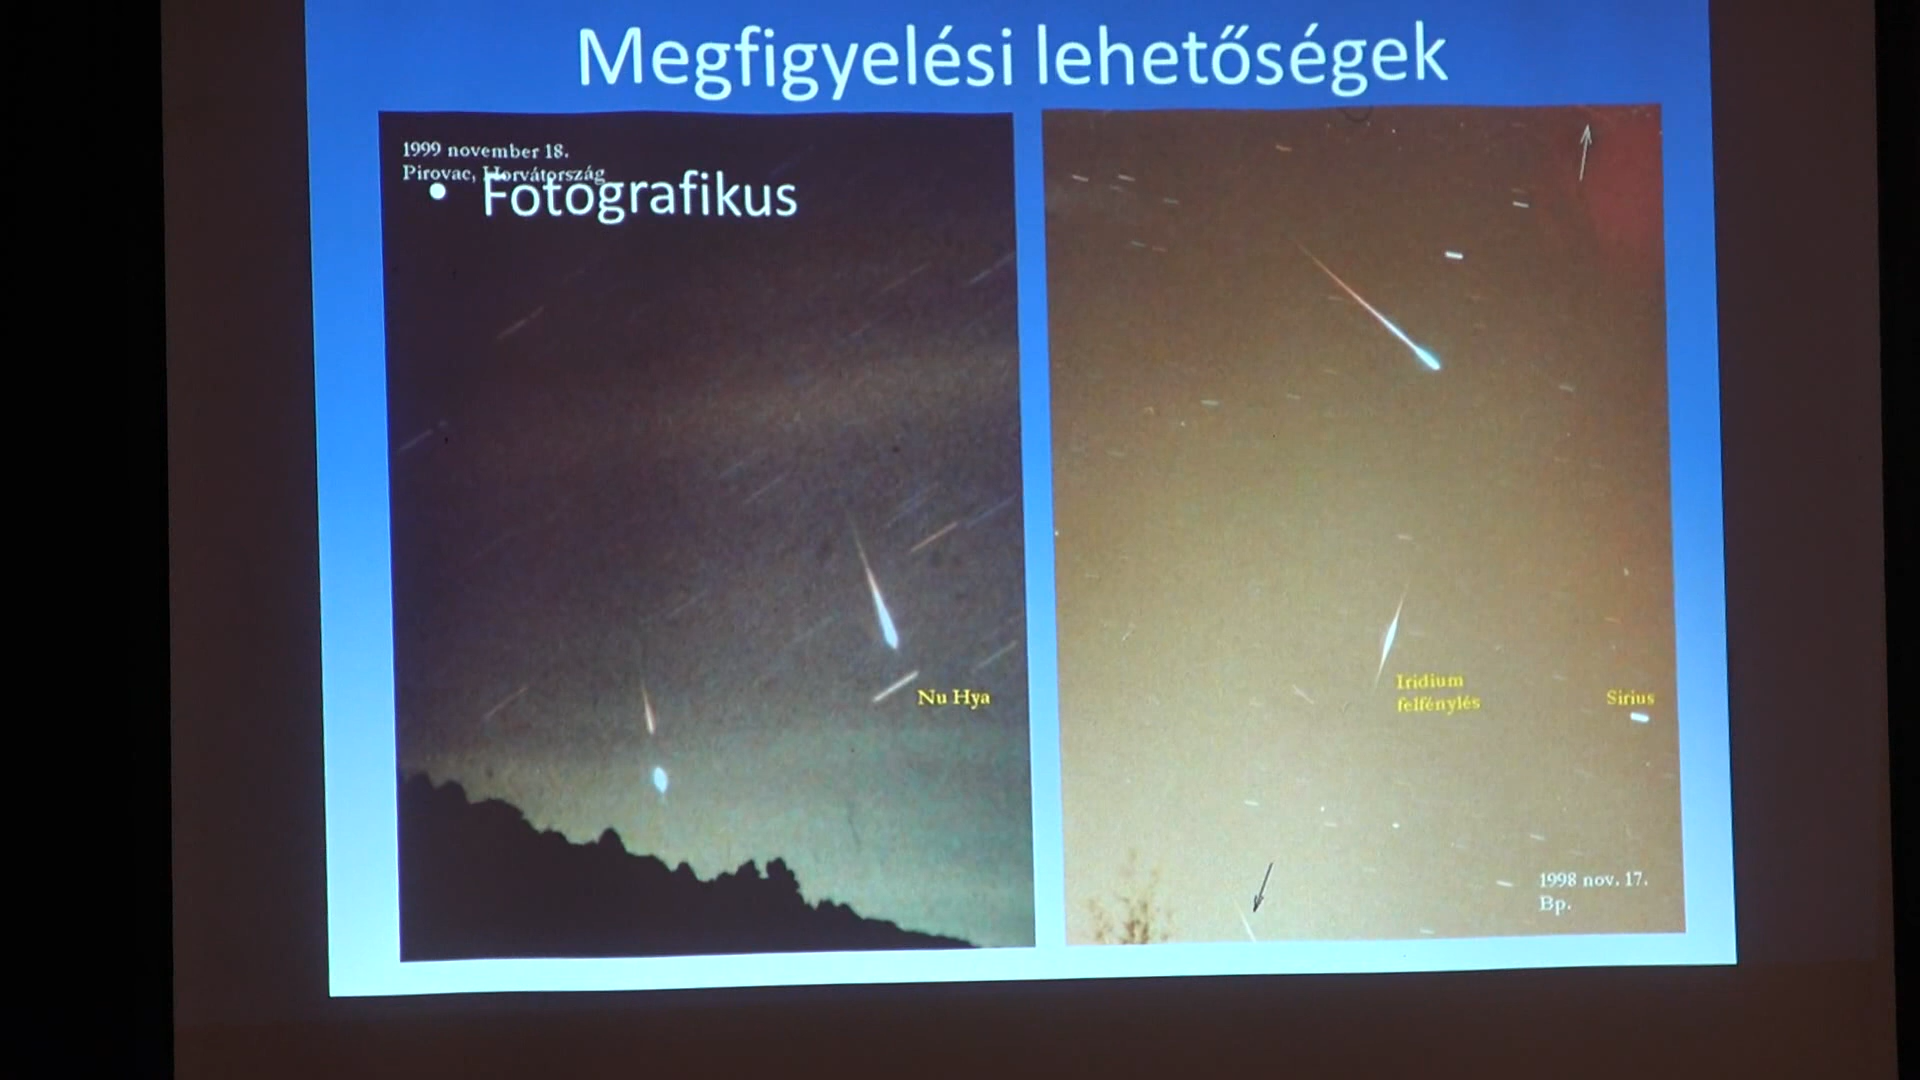 Megfigyelési lehetőségek
1999 november 18.
Pirovac, Horvátország
• Fotografikus
Nu Hya
Iridium
felfénylés
Sirius
1998 nov. 17.
Bp.